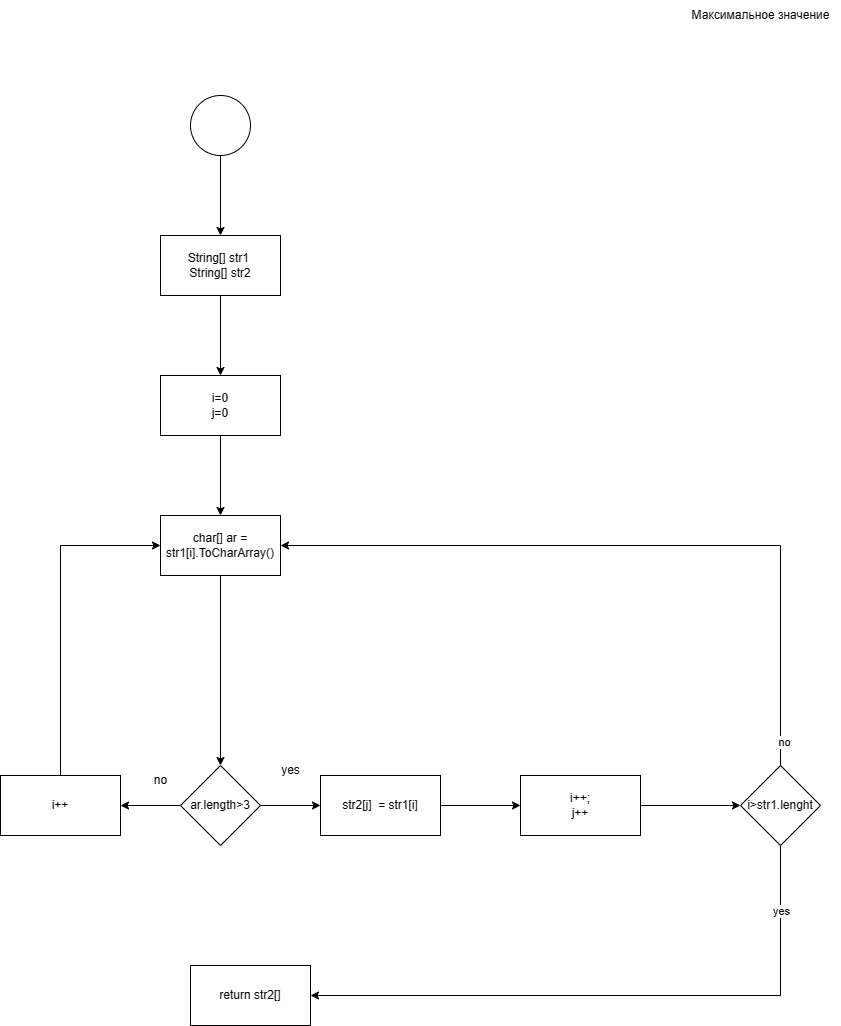 Максимальное значение
String[] str1
String[] str2
i=0
j=0
char[] ar =
str1[i].ToCharArray()
no
no
yes
i++
ar.length>3
str2[j] = str1[i]
i++;
j++
i>str1.lenght
yes
return str2[]